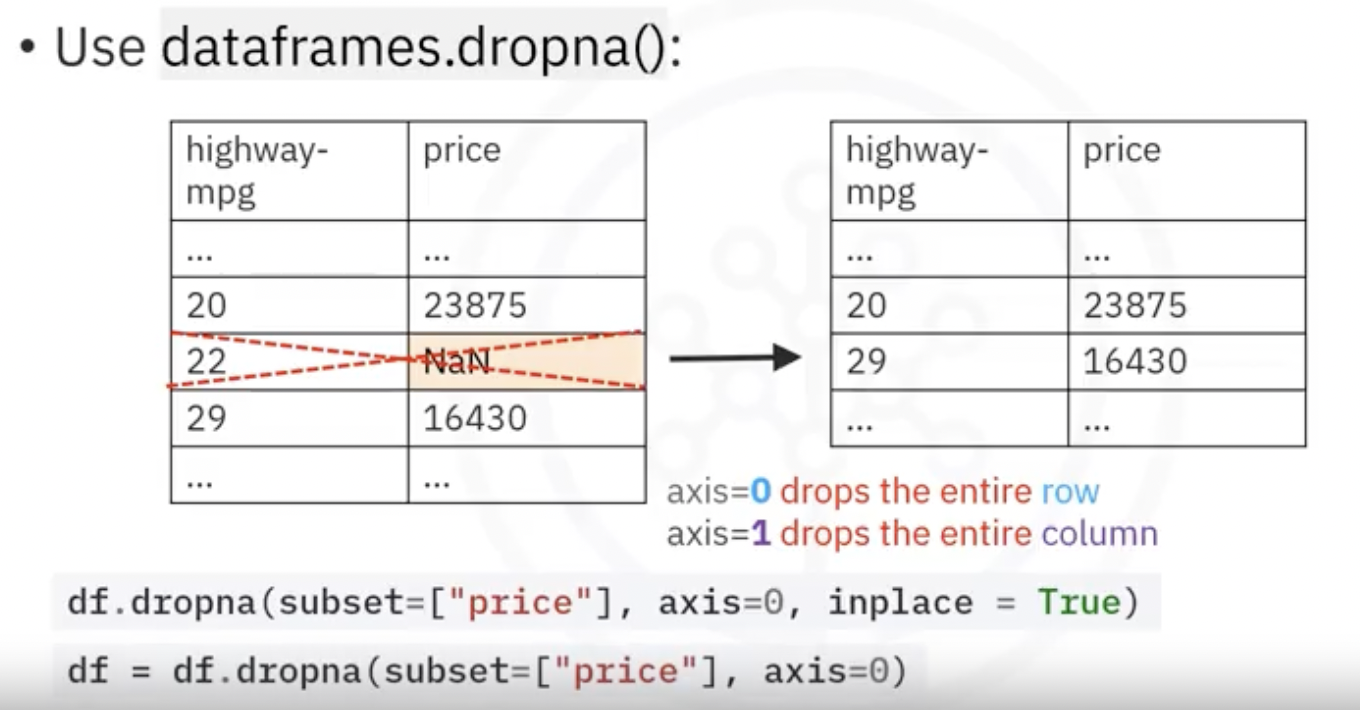 • Use dataframes.dropna():
highway-mpg price
... ...
20 23875
22 NaN
29 16430
... ...
highway-mpg price
... ...
20 23875
29 16430
... ...
axis=0 drops the entire row
axis=1 drops the entire column
df.dropna(subset=["price"], axis=0, inplace = True)
df = df.dropna(subset=["price"], axis=0)